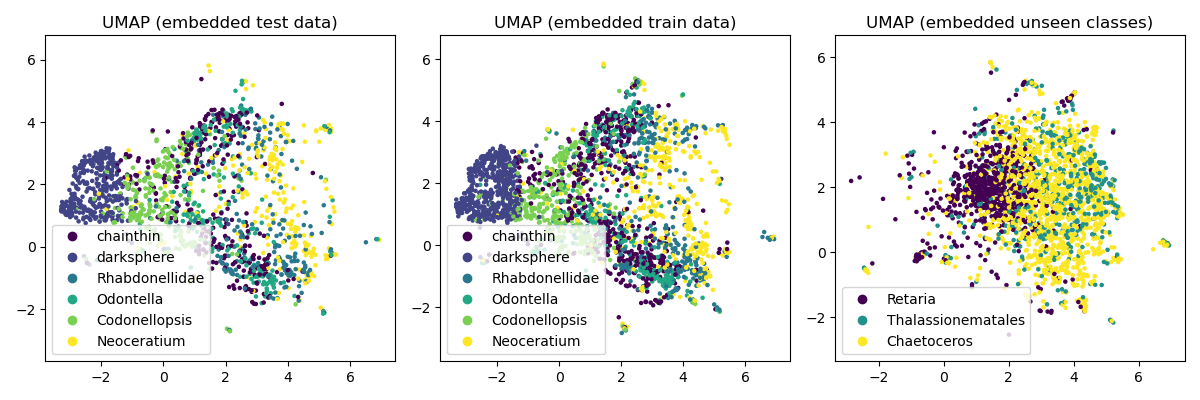 UMAP (embedded test data)
6
4
2
0
−2
−2
0
2
4
6
chainthin
darksphere
Rhabdonellidae
Odontella
Codonellopsis
Neoceratium
UMAP (embedded train data)
6
4
2
0
−2
−2
0
2
4
6
chainthin
darksphere
Rhabdonellidae
Odontella
Codonellopsis
Neoceratium
UMAP (embedded unseen classes)
6
4
2
0
−2
−2
0
2
4
6
Retaria
Thalassionematales
Chaetoceros